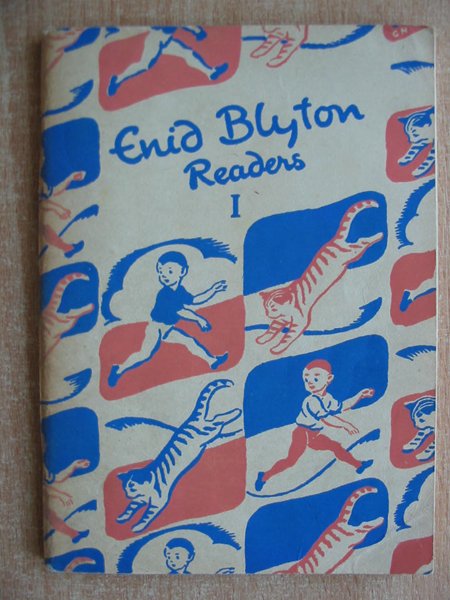 Enid Blyton
Readers
I
G.H